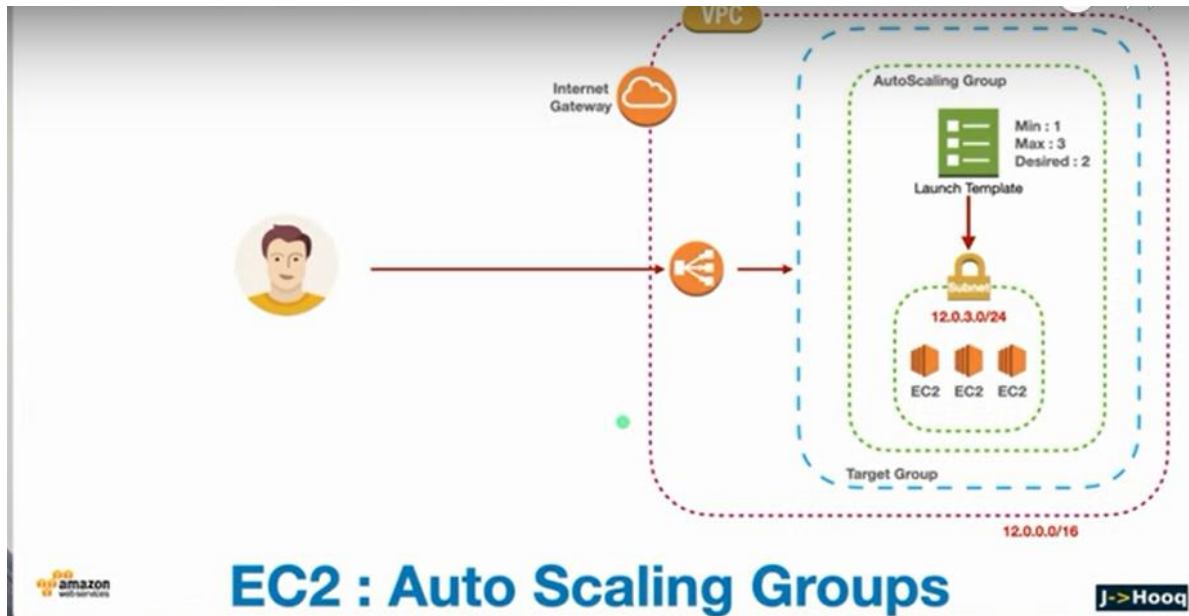 VPC
Internet
Gateway
AutoScaling Group
Min : 1
Max : 3
Desired : 2
Launch Template
Subnet
12.0.3.0/24
EC2 EC2 EC2
Target Group
12.0.0.0/16
amazon
webservices
EC2 : Auto Scaling Groups
J->Hooq